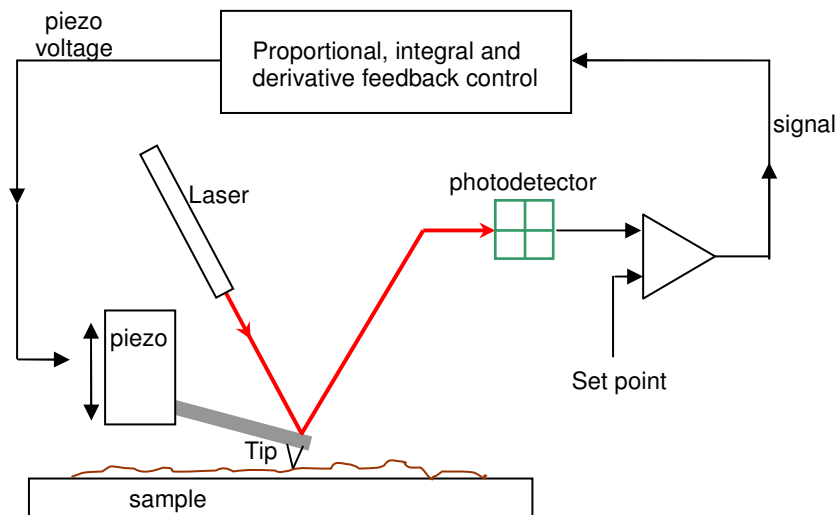 piezo
voltage
Proportional, integral and
derivative feedback control
signal
Laser
photodetector
piezo
Set point
Tip
sample